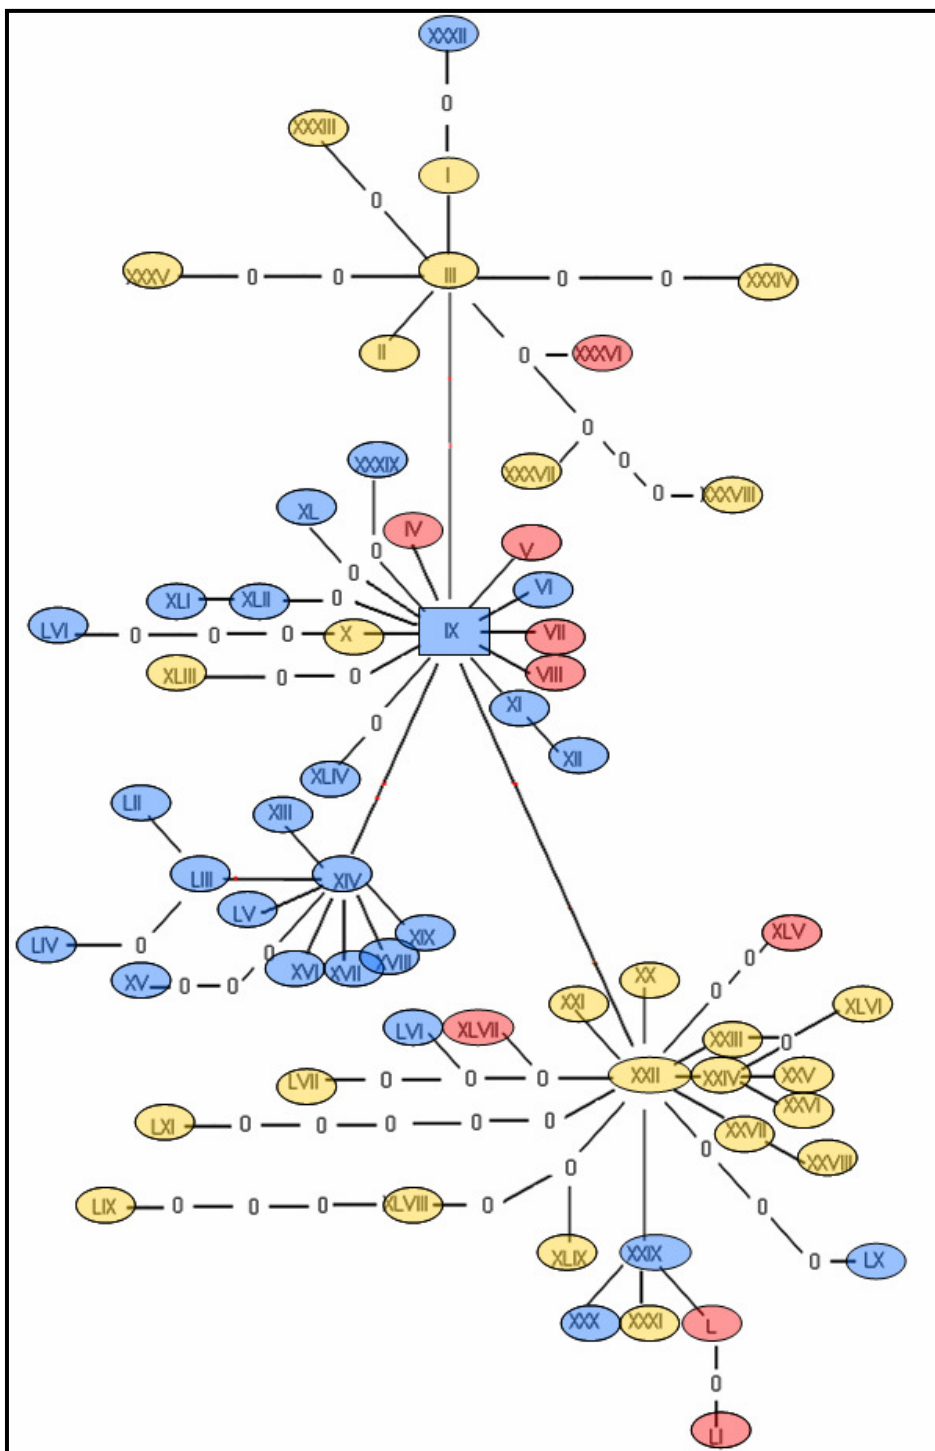 XXXII
0
XXXIII
I
0
XXXV 0 0 III 0 0 XXXIV
II
0 XXXVI
0
XXXIX
XXXVII
0
0 XXXVIII
XL
IV
V
0
0
XLI XLII 0
VI
LVI 0 0 0 X IX VII
XLIII 0 0
VIII
XI
0
XII
XLIV
LII
XIII
LIII XIV
LV
XIX
XLV
LIV 0
0
XVI XVII XVIII
0
XV 0 0
0
XX
XXI
XLVI
LVI XLVII
XXIII 0
LVII 0 0 0 XXII XXIV XXV
XXVI
LXI 0 0 0 0 0
XXVII
0
XXVIII
0
LIX 0 0 0 XLVIII 0
0
XLIX XXIX
0 LX
XXX XXXI L
0
LI